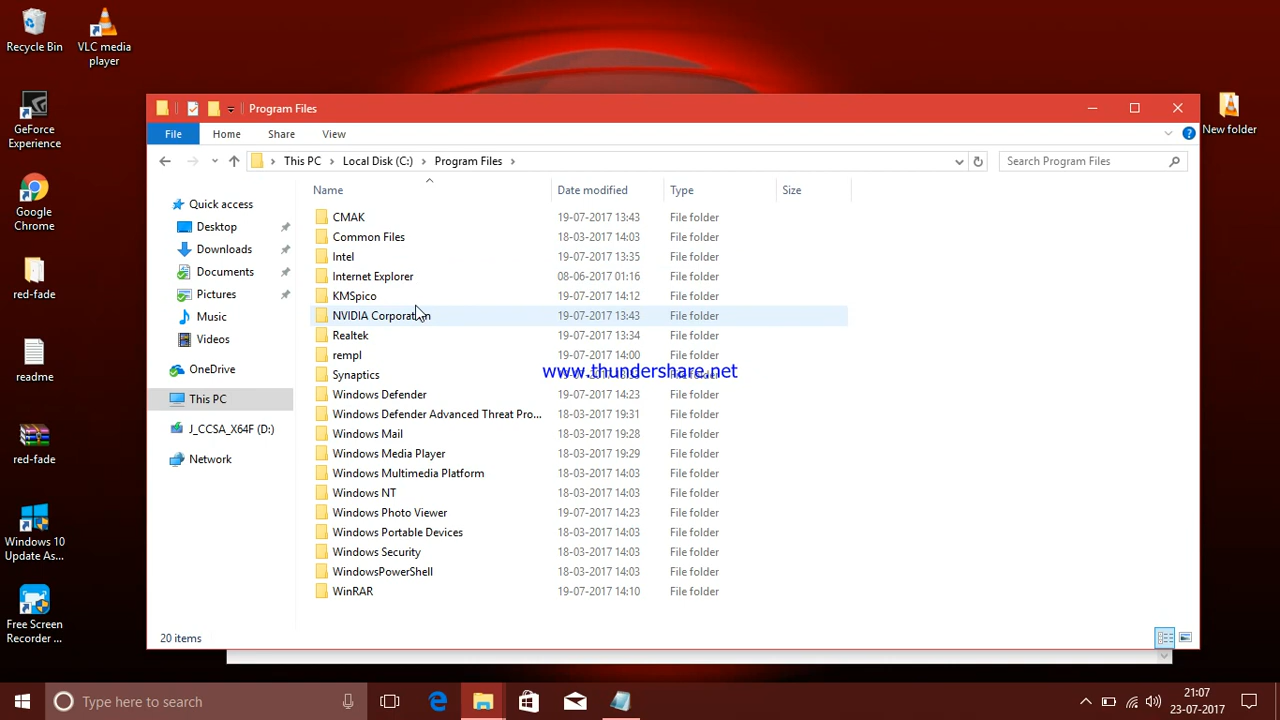 Recycle Bin
VLC media
player
GeForce
Experience
Google
Chrome
red-fade
readme
red-fade
Windows 10
Update As...
Free Screen
Recorder ...
New folder
Program Files
File Home Share View
This PC Local Disk (C:) Program Files
Search Program Files
Quick access
Desktop
Downloads
Documents
Pictures
Music
Videos
OneDrive
This PC
J_CCSA_X64F (D:)
Network
Name Date modified Type Size
CMAK 19-07-2017 13:43 File folder
Common Files 18-03-2017 14:03 File folder
Intel 19-07-2017 13:35 File folder
Internet Explorer 08-06-2017 01:16 File folder
KMSpico 19-07-2017 14:12 File folder
NVIDIA Corporation 19-07-2017 13:43 File folder
Realtek 19-07-2017 13:34 File folder
rempl 19-07-2017 14:00 File folder
www.thundershare.net
Synaptics File folder
Windows Defender 19-07-2017 14:23 File folder
Windows Defender Advanced Threat Pro... 18-03-2017 19:31 File folder
Windows Mail 18-03-2017 19:28 File folder
Windows Media Player 18-03-2017 19:29 File folder
Windows Multimedia Platform 18-03-2017 14:03 File folder
Windows NT 18-03-2017 14:03 File folder
Windows Photo Viewer 19-07-2017 14:23 File folder
Windows Portable Devices 18-03-2017 14:03 File folder
Windows Security 18-03-2017 14:03 File folder
WindowsPowerShell 18-03-2017 14:03 File folder
WinRAR 19-07-2017 14:10 File folder
20 items
Type here to search
21:07
23-07-2017